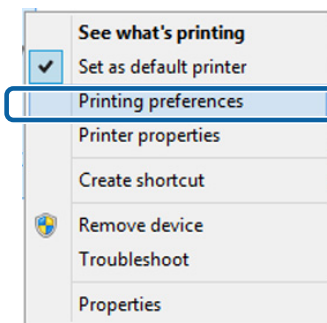 See what's printing
Set as default printer
Printing preferences
Printer properties
Create shortcut
Remove device
Troubleshoot
Properties